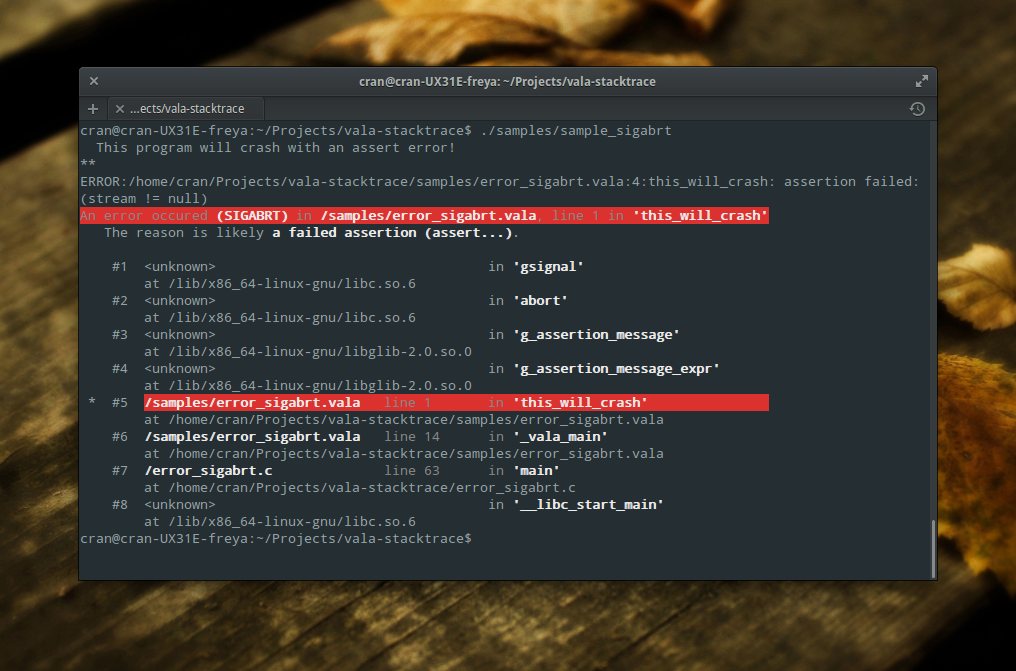 cran@cran-UX31E-freya: ~/Projects/vala-stacktrace
...ects/vala-stacktrace
cran@cran-UX31E-freya:~/Projects/vala-stacktrace$ ./samples/sample_sigabrt
This program will crash with an assert error!
**
ERROR:/home/cran/Projects/vala-stacktrace/samples/error_sigabrt.vala:4:this_will_crash: assertion failed:
(stream != null)
An error occured (SIGABRT) in /samples/error_sigabrt.vala, line 1 in 'this_will_crash'
The reason is likely a failed assertion (assert...).
#1 <unknown> in 'gsignal'
at /lib/x86_64-linux-gnu/libc.so.6
#2 <unknown> in 'abort'
at /lib/x86_64-linux-gnu/libc.so.6
#3 <unknown> in 'g_assertion_message'
at /lib/x86_64-linux-gnu/libglib-2.0.so.0
#4 <unknown> in 'g_assertion_message_expr'
at /lib/x86_64-linux-gnu/libglib-2.0.so.0
* #5 /samples/error_sigabrt.vala line 1 in 'this_will_crash'
at /home/cran/Projects/vala-stacktrace/samples/error_sigabrt.vala
#6 /samples/error_sigabrt.vala line 14 in '_vala_main'
at /home/cran/Projects/vala-stacktrace/samples/error_sigabrt.vala
#7 /error_sigabrt.c line 63 in 'main'
at /home/cran/Projects/vala-stacktrace/error_sigabrt.c
#8 <unknown> in '__libc_start_main'
at /lib/x86_64-linux-gnu/libc.so.6
cran@cran-UX31E-freya:~/Projects/vala-stacktrace$